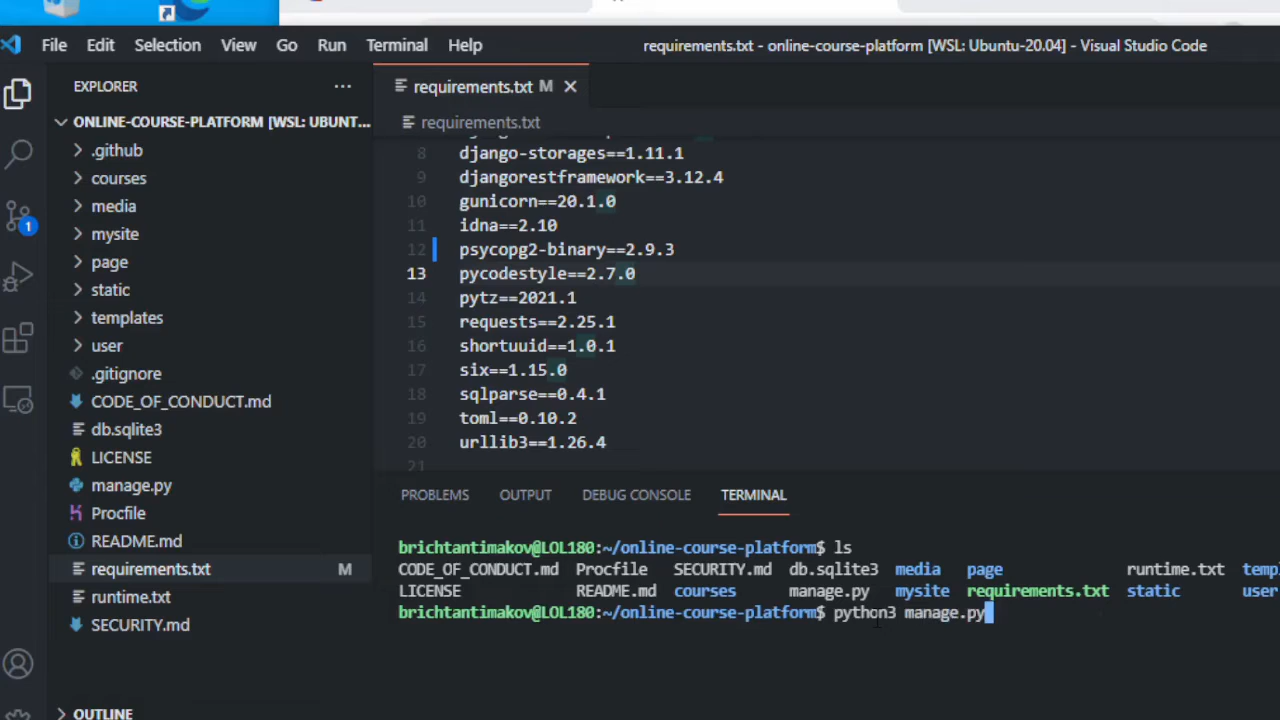 File Edit Selection View Go Run Terminal Help
requirements.txt - online-course-platform [WSL: Ubuntu-20.04] - Visual Studio Code
EXPLORER
ONLINE-COURSE-PLATFORM [WSL: UBUNT...
.github
courses
media
mysite
page
static
templates
user
.gitignore
CODE_OF_CONDUCT.md
db.sqlite3
LICENSE
manage.py
Procfile
README.md
requirements.txt M
runtime.txt
SECURITY.md
OUTLINE
1
requirements.txt M
requirements.txt
8 django-storages==1.11.1
9 djangorestframework==3.12.4
10 gunicorn==20.1.0
11 idna==2.10
12 psycopg2-binary==2.9.3
13 pycodestyle==2.7.0
14 pytz==2021.1
15 requests==2.25.1
16 shortuuid==1.0.1
17 six==1.15.0
18 sqlparse==0.4.1
19 toml==0.10.2
20 urllib3==1.26.4
21
PROBLEMS OUTPUT DEBUG CONSOLE TERMINAL
brichtantimakov@LOL180:~/online-course-platform$ ls
CODE_OF_CONDUCT.md Procfile SECURITY.md db.sqlite3 media page runtime.txt temp
LICENSE README.md courses manage.py mysite requirements.txt static user
brichtantimakov@LOL180:~/online-course-platform$ python3 manage.py